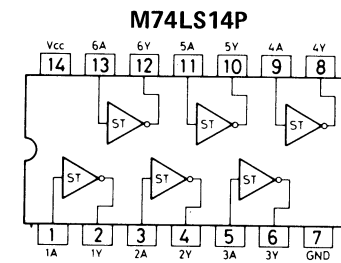 M74LS14P
Vcc 6A 6Y 5A 5Y 4A 4Y
14 13 12 11 10 9 8
ST ST ST
ST ST ST
1 2 3 4 5 6 7
1A 1Y 2A 2Y 3A 3Y GND